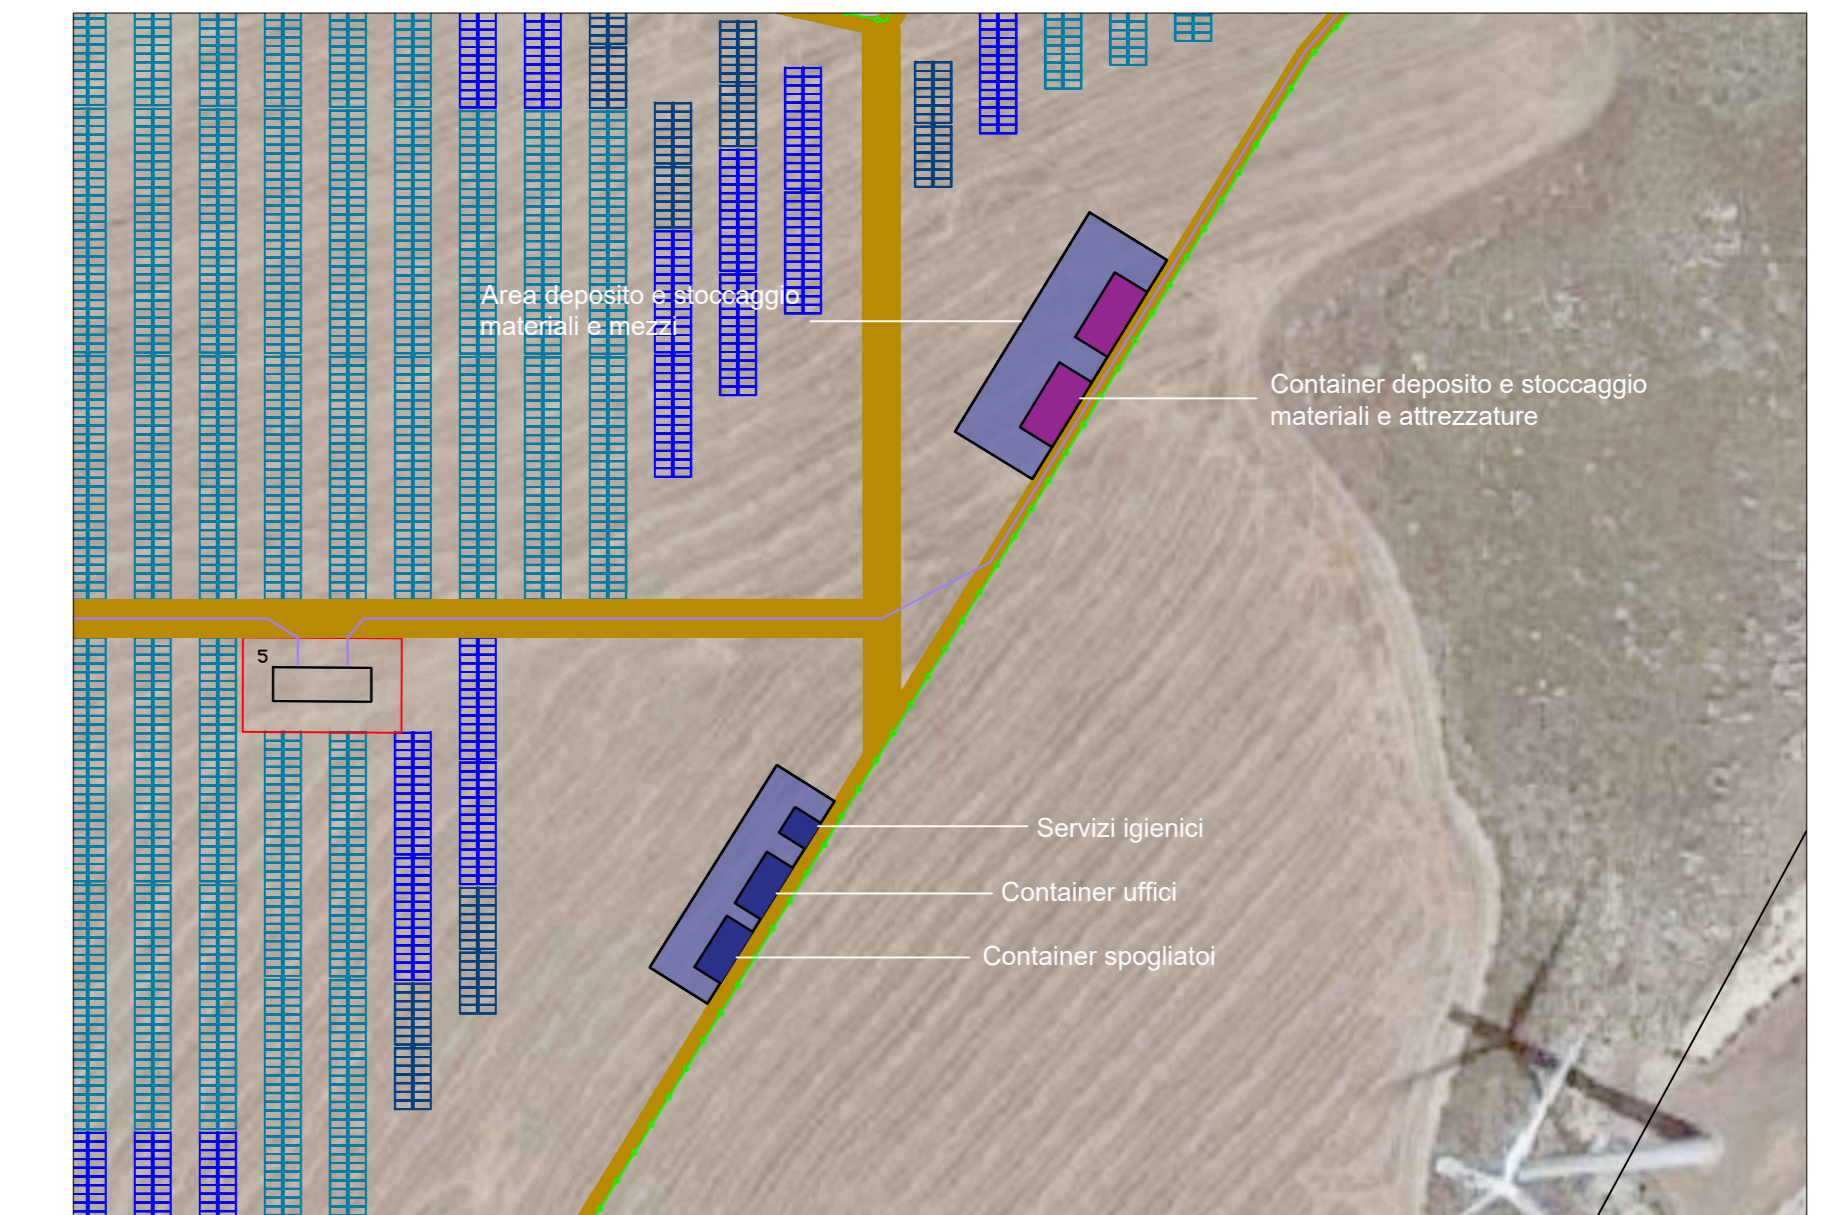 Area deposito e stoccaggio
materiali e mezzi
Container deposito e stoccaggio
materiali e attrezzature
5
Servizi igienici
Container uffici
Container spogliatoi